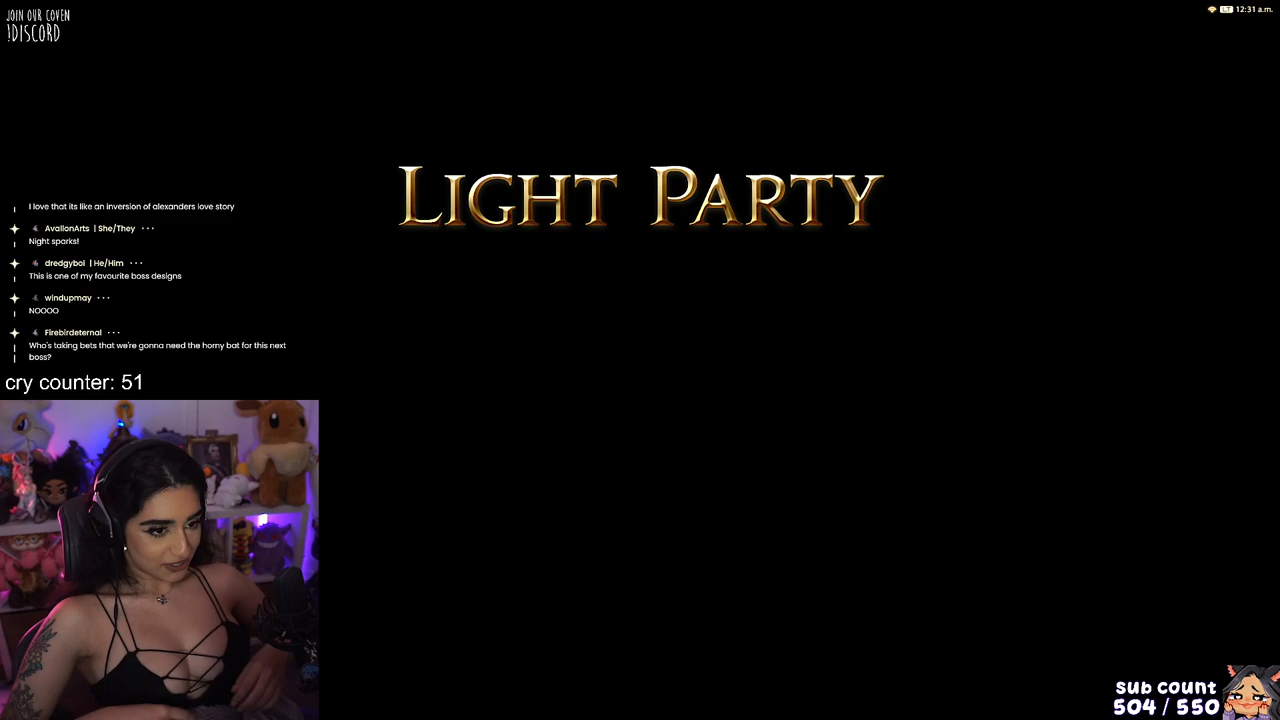 JOIN OUR COVEN
!DISCORD
LT 12:31 a.m.
LIGHT PARTY
I love that its like an inversion of alexanders love story
AvallonArts | She/They
Night sparks!
dredgyboi | He/Him
This is one of my favourite boss designs
windupmay
NOOOO
Firebirdeternal
Who's taking bets that we're gonna need the horny bat for this next
boss?
cry counter: 51
sub count
504 / 550